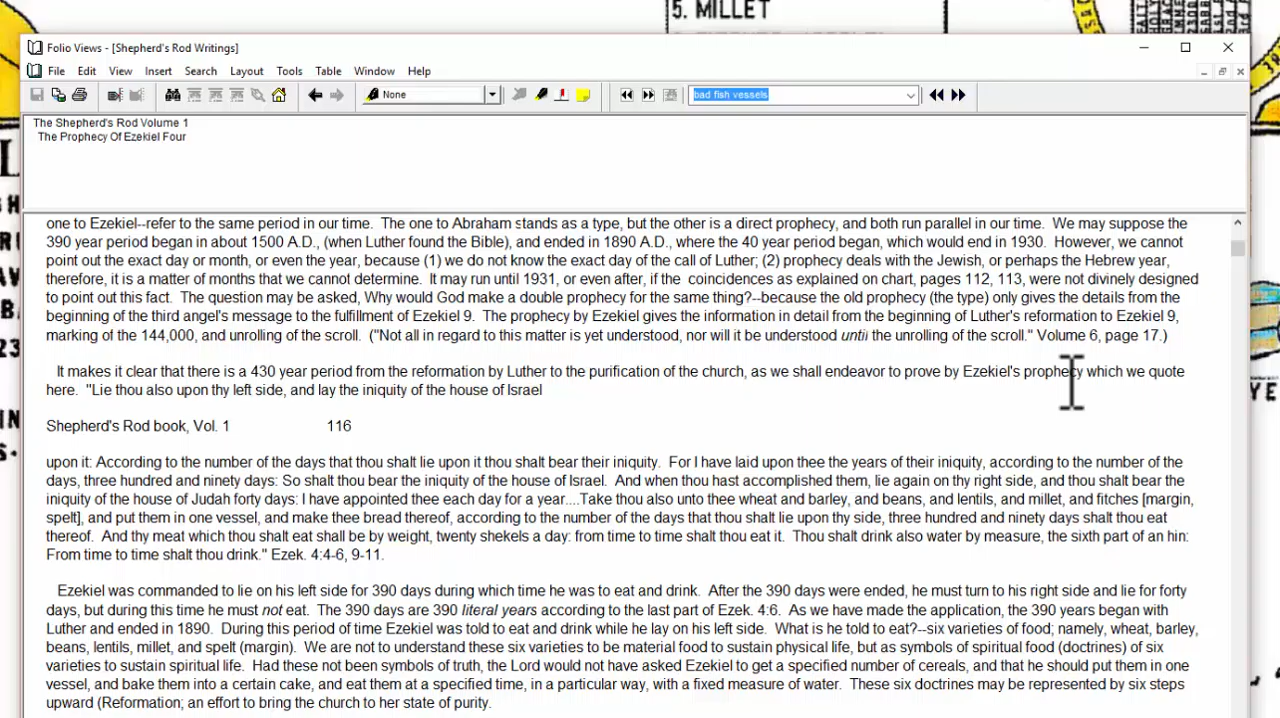 5. MILLET
Folio Views - [Shepherd's Rod Writings]
File Edit View Insert Search Layout Tools Table Window Help
None
bad fish vessels
The Shepherd's Rod Volume 1
The Prophecy Of Ezekiel Four
one to Ezekiel--refer to the same period in our time. The one to Abraham stands as a type, but the other is a direct prophecy, and both run parallel in our time. We may suppose the
390 year period began in about 1500 A.D., (when Luther found the Bible), and ended in 1890 A.D., where the 40 year period began, which would end in 1930. However, we cannot
point out the exact day or month, or even the year, because (1) we do not know the exact day of the call of Luther; (2) prophecy deals with the Jewish, or perhaps the Hebrew year,
therefore, it is a matter of months that we cannot determine. It may run until 1931, or even after, if the coincidences as explained on chart, pages 112, 113, were not divinely designed
to point out this fact. The question may be asked, Why would God make a double prophecy for the same thing?--because the old prophecy (the type) only gives the details from the
beginning of the third angel's message to the fulfillment of Ezekiel 9. The prophecy by Ezekiel gives the information in detail from the beginning of Luther's reformation to Ezekiel 9,
marking of the 144,000, and unrolling of the scroll. ("Not all in regard to this matter is yet understood, nor will it be understood until the unrolling of the scroll." Volume 6, page 17.)
It makes it clear that there is a 430 year period from the reformation by Luther to the purification of the church, as we shall endeavor to prove by Ezekiel's prophecy which we quote
here. "Lie thou also upon thy left side, and lay the iniquity of the house of Israel
Shepherd's Rod book, Vol. 1 116
upon it: According to the number of the days that thou shalt lie upon it thou shalt bear their iniquity. For I have laid upon thee the years of their iniquity, according to the number of the
days, three hundred and ninety days: So shalt thou bear the iniquity of the house of Israel. And when thou hast accomplished them, lie again on thy right side, and thou shalt bear the
iniquity of the house of Judah forty days: I have appointed thee each day for a year....Take thou also unto thee wheat and barley, and beans, and lentils, and millet, and fitches [margin,
spelt], and put them in one vessel, and make thee bread thereof, according to the number of the days that thou shalt lie upon thy side, three hundred and ninety days shalt thou eat
thereof. And thy meat which thou shalt eat shall be by weight, twenty shekels a day: from time to time shalt thou eat it. Thou shalt drink also water by measure, the sixth part of an hin:
From time to time shalt thou drink." Ezek. 4:4-6, 9-11.
Ezekiel was commanded to lie on his left side for 390 days during which time he was to eat and drink. After the 390 days were ended, he must turn to his right side and lie for forty
days, but during this time he must not eat. The 390 days are 390 literal years according to the last part of Ezek. 4:6. As we have made the application, the 390 years began with
Luther and ended in 1890. During this period of time Ezekiel was told to eat and drink while he lay on his left side. What is he told to eat?--six varieties of food; namely, wheat, barley,
beans, lentils, millet, and spelt (margin). We are not to understand these six varieties to be material food to sustain physical life, but as symbols of spiritual food (doctrines) of six
varieties to sustain spiritual life. Had these not been symbols of truth, the Lord would not have asked Ezekiel to get a specified number of cereals, and that he should put them in one
vessel, and bake them into a certain cake, and eat them at a specified time, in a particular way, with a fixed measure of water. These six doctrines may be represented by six steps
upward (Reformation; an effort to bring the church to her state of purity.